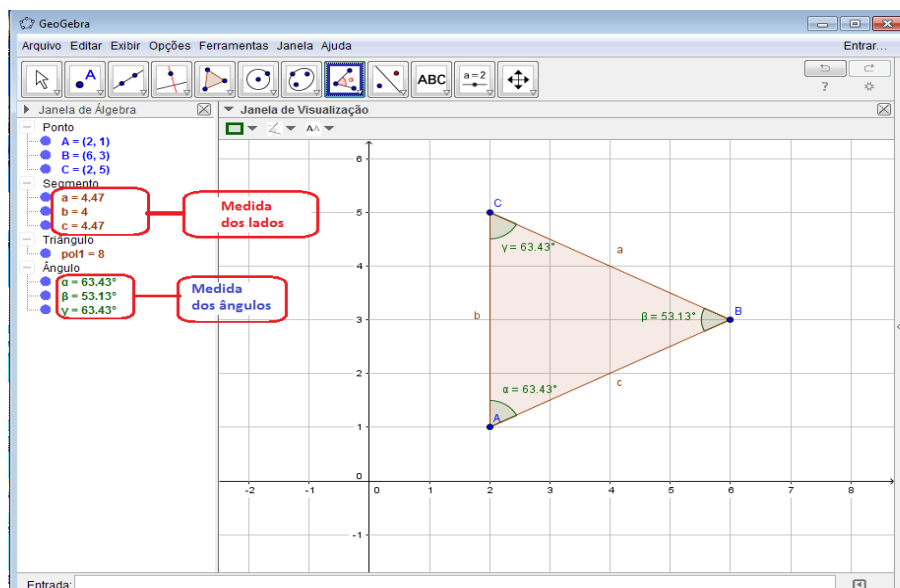 GeoGebra
Arquivo Editar Exibir Opções Ferramentas Janela Ajuda
Entrar...
A
α
ABC
a=2
?
Janela de Álgebra
Janela de Visualização
AA
Ponto
A = (2, 1)
B = (6, 3)
C = (2, 5)
Segmento
a = 4.47
b = 4
c = 4.47
Triângulo
pol1 = 8
Ângulo
α = 63.43°
β = 53.13°
γ = 63.43°
Medida
dos lados
Medida
dos ângulos
6
5
4
3
2
1
0
-1
-2
-1
0
1
2
3
4
5
6
7
8
C
γ = 63.43°
a
b
β = 53.13°
B
α = 63.43°
c
A
Entrada: